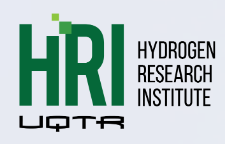 HRI
HYDROGEN
RESEARCH
INSTITUTE
UQTR